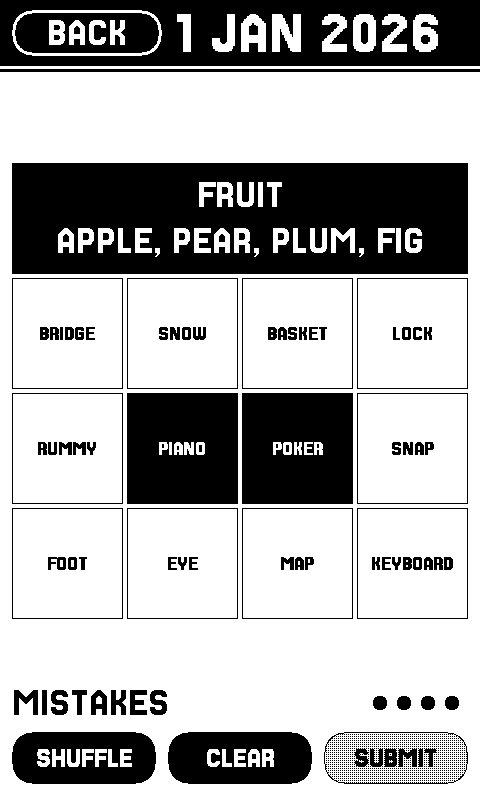 BACK 1 JAN 2026
FRUIT
APPLE, PEAR, PLUM, FIG
BRIDGE SNOW BASKET LOCK
RUMMY PIANO POKER SNAP
FOOT EYE MAP KEYBOARD
MISTAKES
SHUFFLE CLEAR SUBMIT